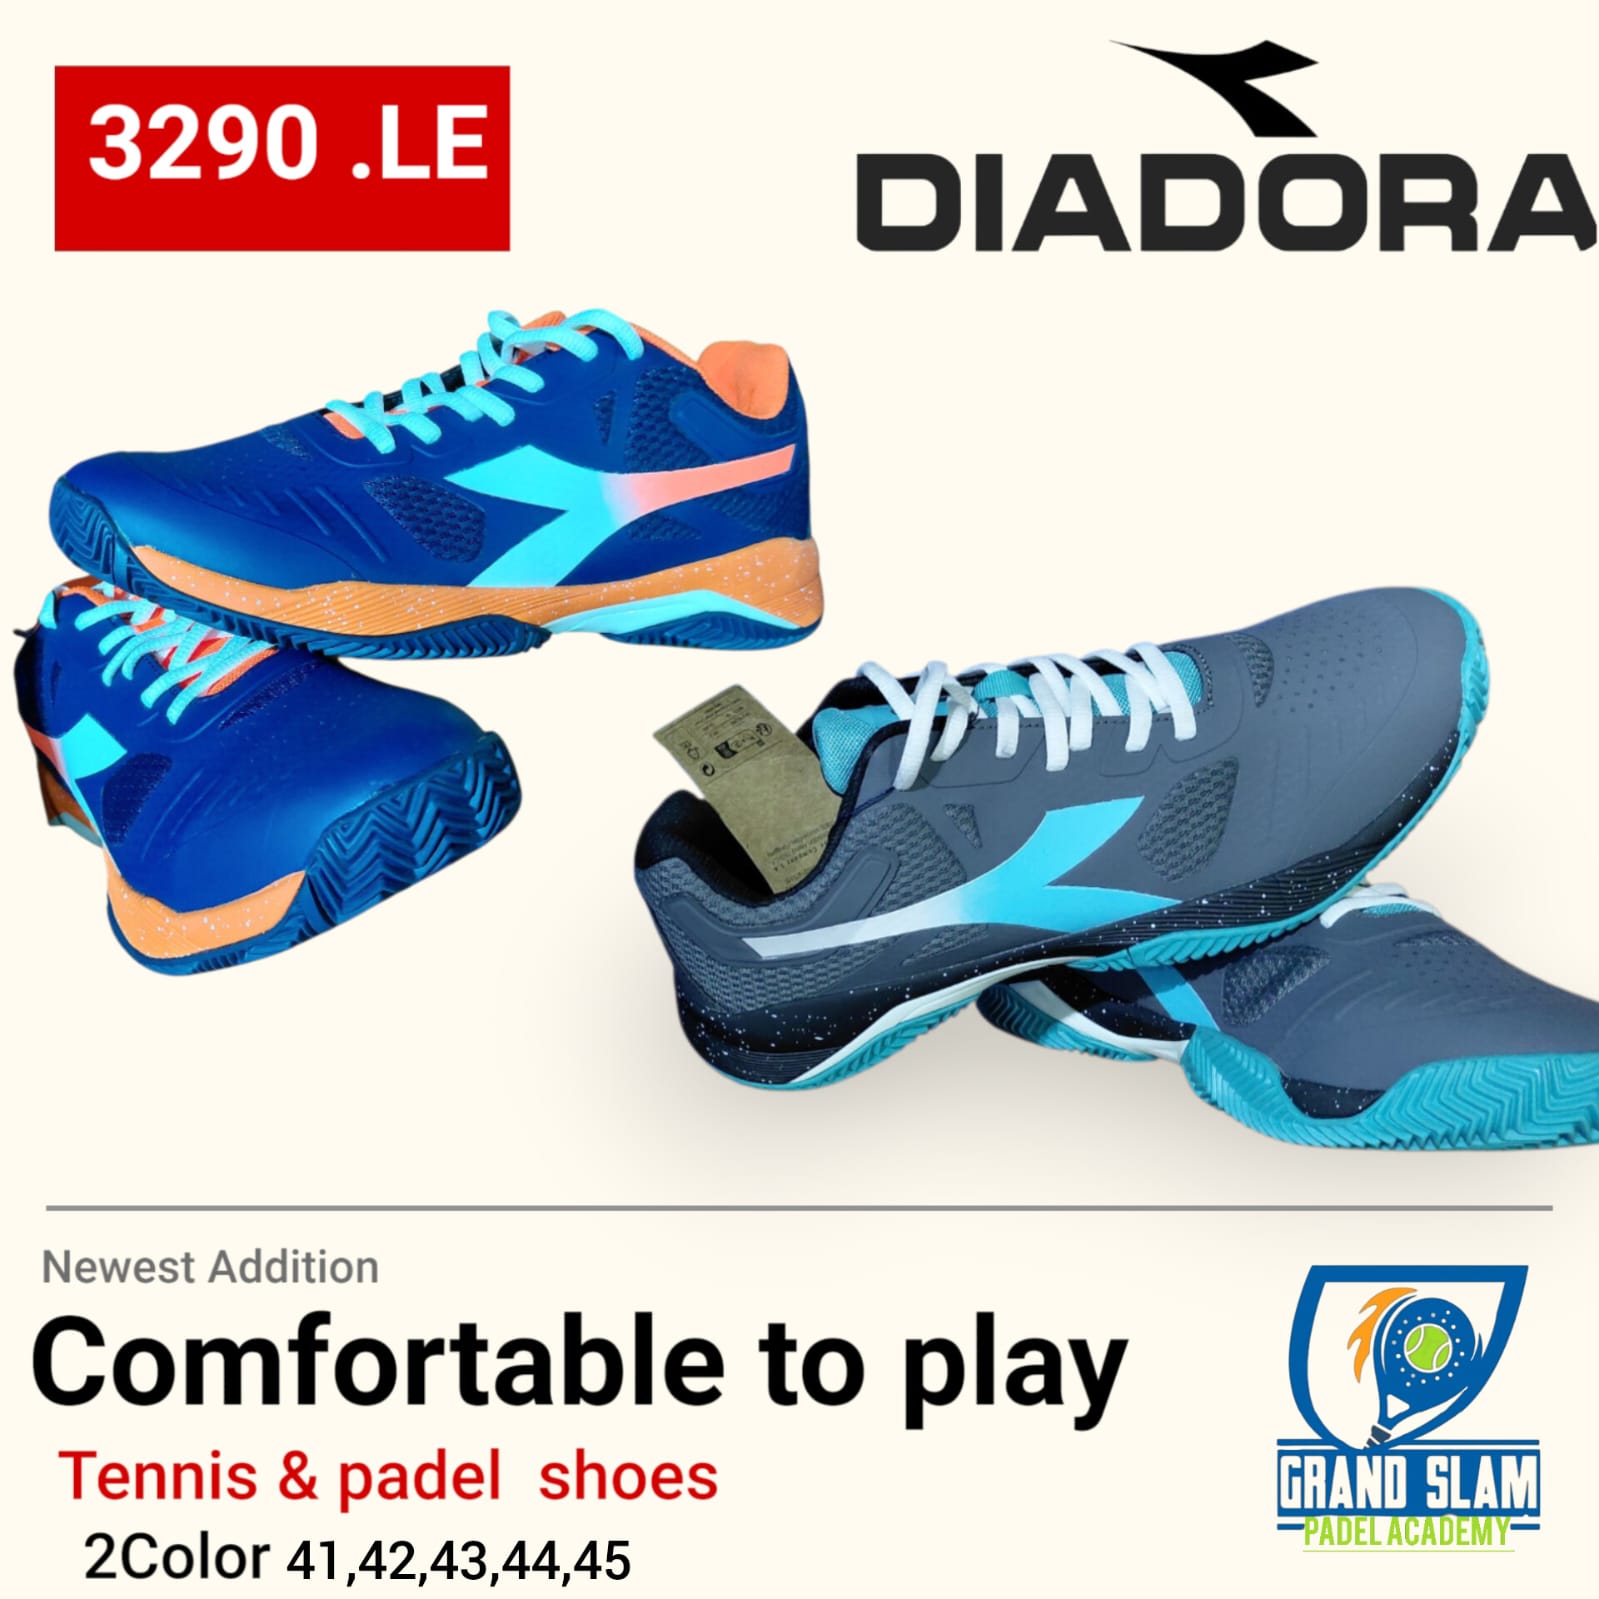 3290 .LE
DIADORA
Newest Addition
Comfortable to play
Tennis & padel shoes
2Color 41,42,43,44,45
GRAND SLAM
PADEL ACADEMY